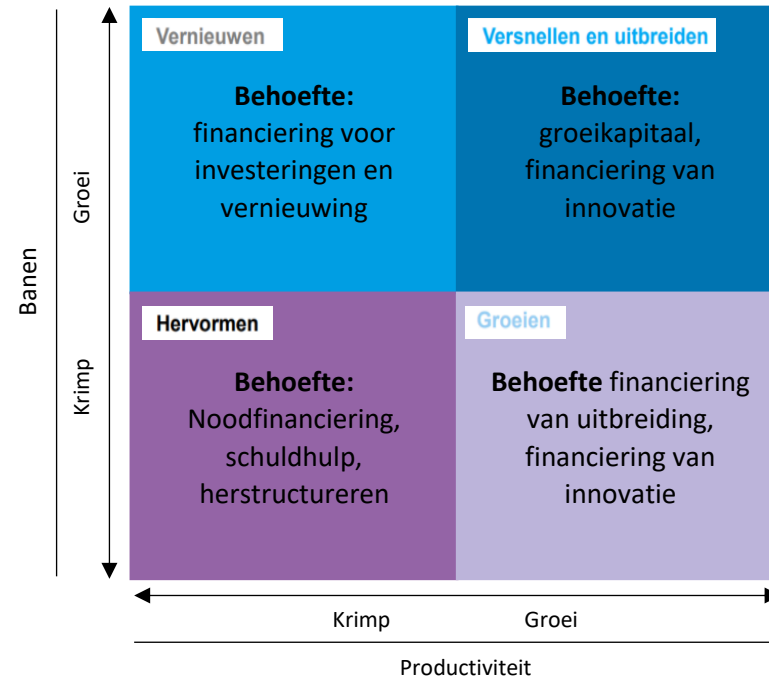 Vernieuwen
Behoefte:
financiering voor
investeringen en
vernieuwing
Versnellen en uitbreiden
Behoefte:
groeikapitaal,
financiering van
innovatie
Groei
Banen
Krimp
Hervormen
Behoefte:
Noodfinanciering,
schuldhulp,
herstructureren
Groeien
Behoefte financiering
van uitbreiding,
financiering van
innovatie
Krimp
Groei
Productiviteit